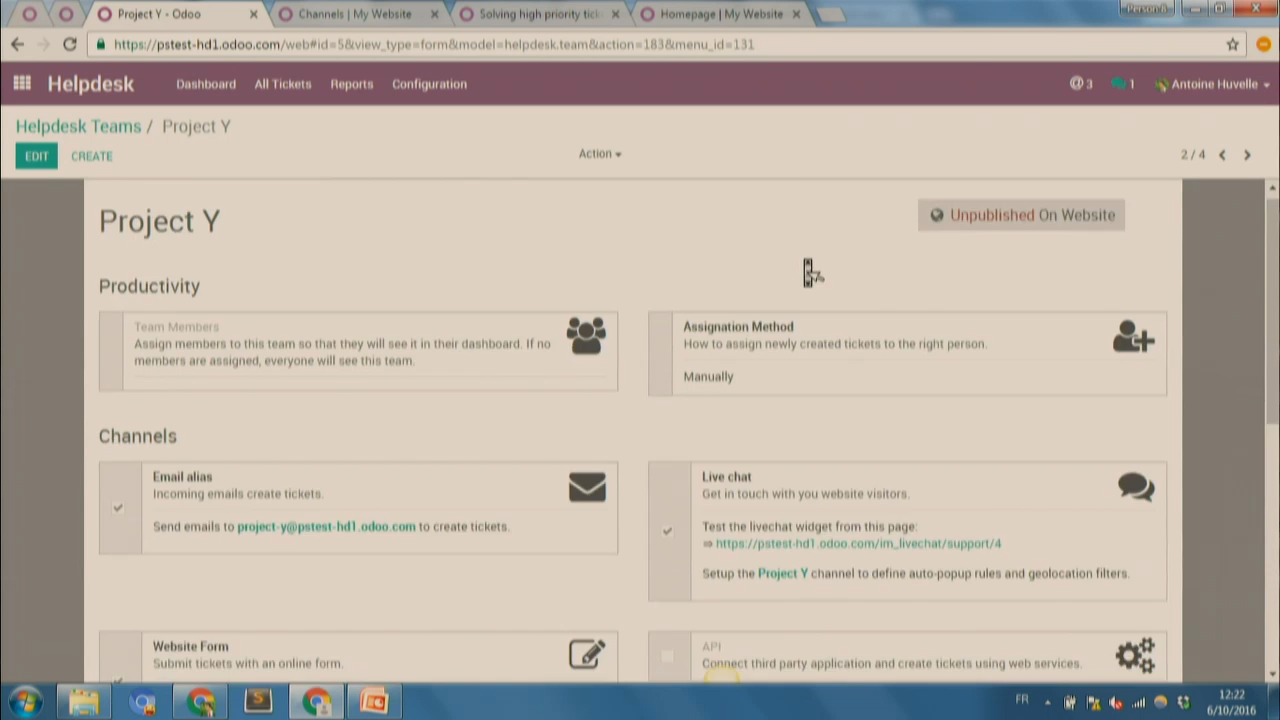 Project Y - Odoo
Channels | My Website
Solving high priority tick
Homepage | My Website
Person 6
https://pstest-hd1.odoo.com/web#id=5&view_type=form&model=helpdesk.team&action=183&menu_id=131
Helpdesk Dashboard All Tickets Reports Configuration @3 1 Antoine Huvelle
Helpdesk Teams / Project Y
EDIT CREATE Action 2 / 4
Project Y
Unpublished On Website
Productivity
Team Members
Assign members to this team so that they will see it in their dashboard. If no
members are assigned, everyone will see this team.
Assignation Method
How to assign newly created tickets to the right person.
Manually
Channels
Email alias
Incoming emails create tickets.
Send emails to project-y@pstest-hd1.odoo.com to create tickets.
Live chat
Get in touch with you website visitors.
Test the livechat widget from this page:
⇒ https://pstest-hd1.odoo.com/im_livechat/support/4
Setup the Project Y channel to define auto-popup rules and geolocation filters.
Website Form
Submit tickets with an online form.
API
Connect third party application and create tickets using web services.
FR
12:22
6/10/2016